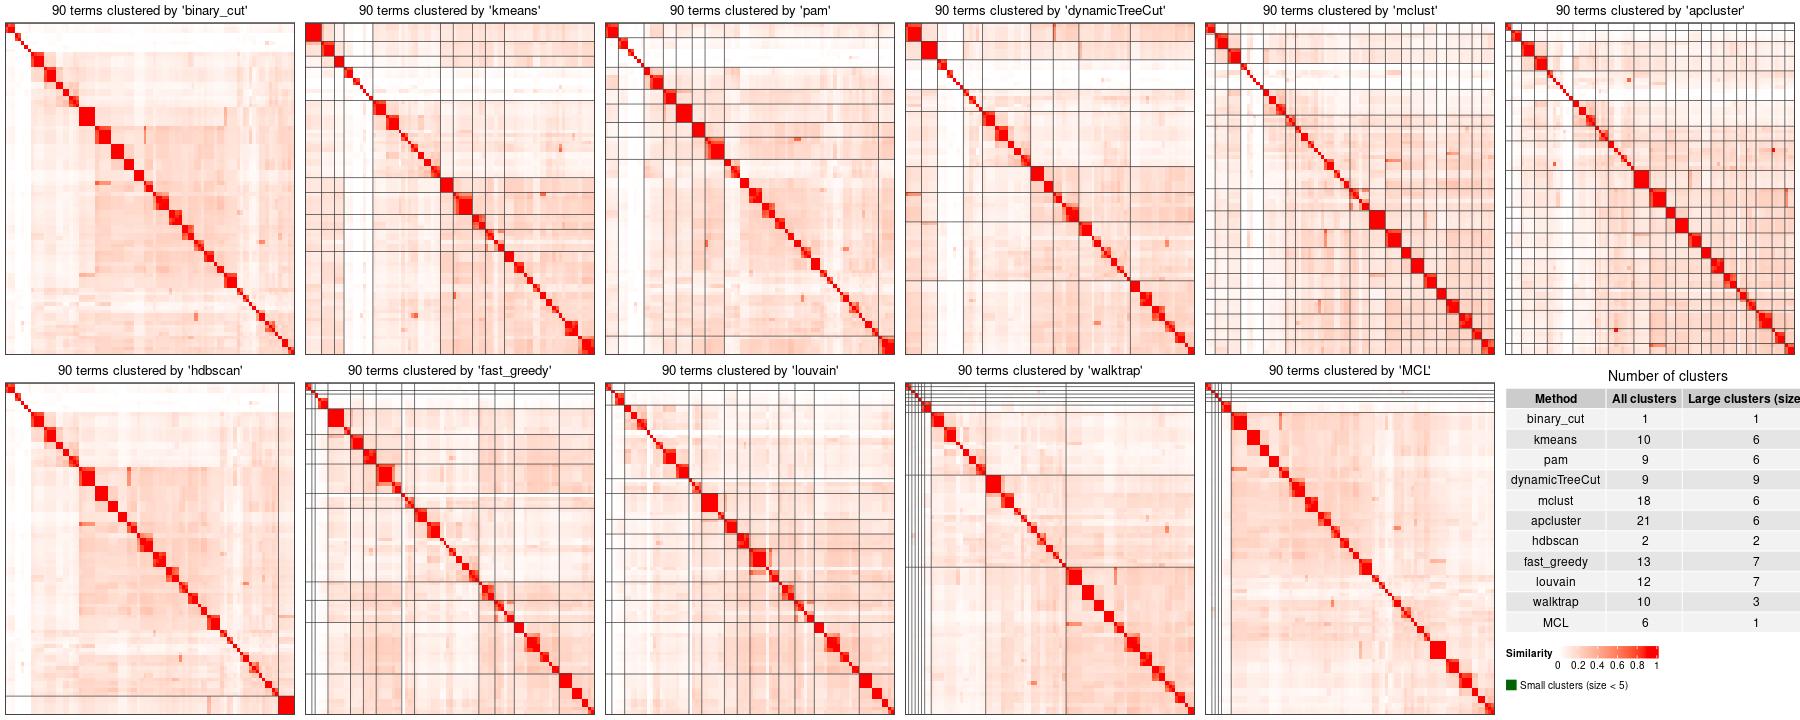 90 terms clustered by 'binary_cut'
90 terms clustered by 'kmeans'
90 terms clustered by 'pam'
90 terms clustered by 'dynamicTreeCut'
90 terms clustered by 'mclust'
90 terms clustered by 'apcluster'
90 terms clustered by 'hdbscan'
90 terms clustered by 'fast_greedy'
90 terms clustered by 'louvain'
90 terms clustered by 'walktrap'
90 terms clustered by 'MCL'
Number of clusters
Method All clusters Large clusters (size
binary_cut 1 1
kmeans 10 6
pam 9 6
dynamicTreeCut 9 9
mclust 18 6
apcluster 21 6
hdbscan 2 2
fast_greedy 13 7
louvain 12 7
walktrap 10 3
MCL 6 1
Similarity
0 0.2 0.4 0.6 0.8 1
Small clusters (size < 5)